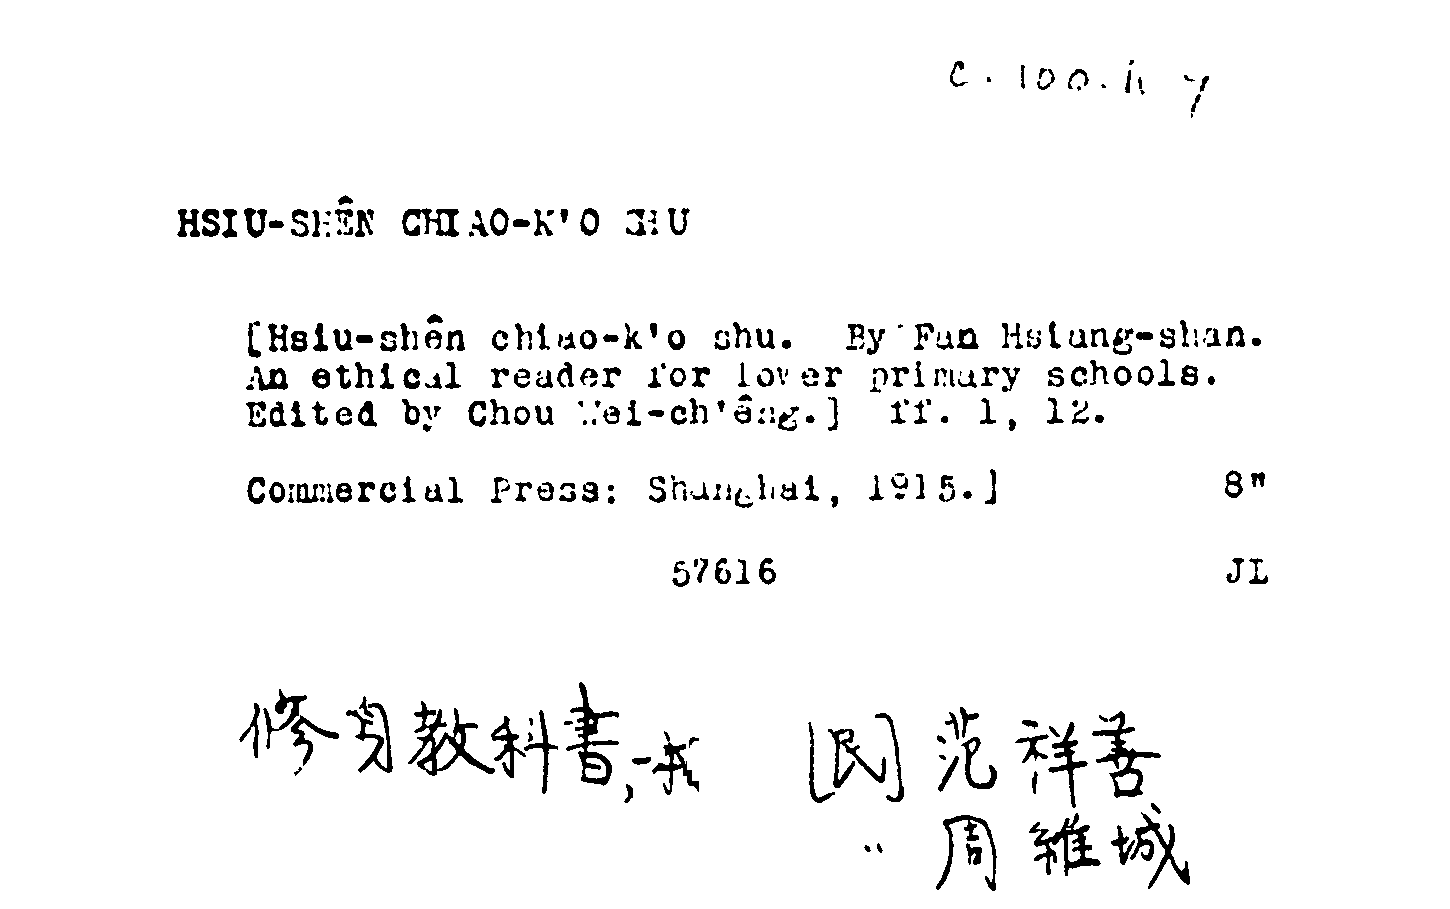 C. 100. h 7
HSIU-SHÊN CHIAO-K'O SHU
[Hsiu-shên chiao-k'o shu. By Fan Hsiang-shan.
An ethical reader for lower primary schools.
Edited by Chou Wei-ch'êng.] ff. 1, 12.
Commercial Press: Shanghai, 1915.] 8"
57616 JL
修身教科書, 一 [民] 范祥善
" 周維城